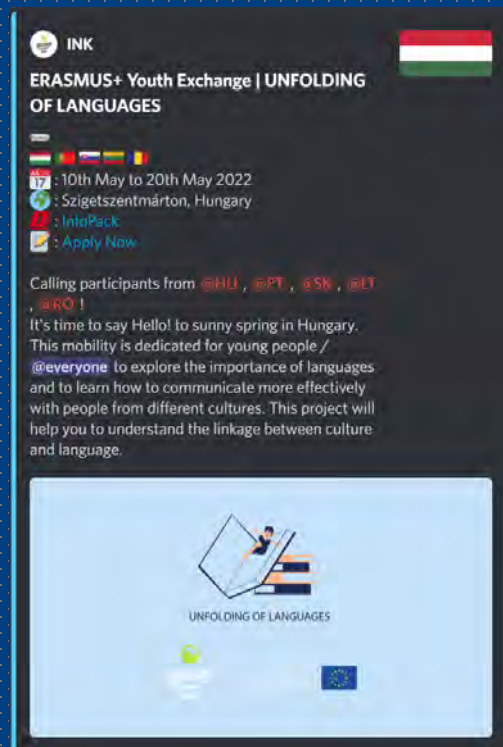 INK
ERASMUS+ Youth Exchange | UNFOLDING
OF LANGUAGES
17 : 10th May to 20th May 2022
: Szigetszentmárton, Hungary
: InfoPack
: Apply Now
Calling participants from @HU , @PT , @SK , @LT
, @RO !
It's time to say Hello! to sunny spring in Hungary.
This mobility is dedicated for young people /
@everyone to explore the importance of languages
and to learn how to communicate more effectively
with people from different cultures. This project will
help you to understand the linkage between culture
and language.
UNFOLDING OF LANGUAGES